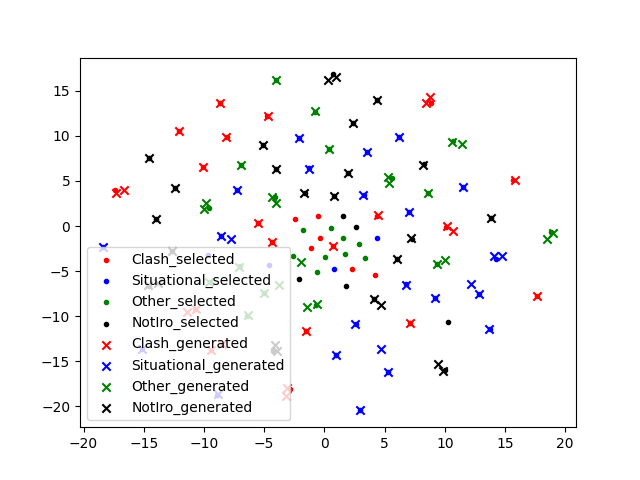 15
10
5
0
−5
−10
−15
−20
Clash_selected
Situational_selected
Other_selected
NotIro_selected
Clash_generated
Situational_generated
Other_generated
NotIro_generated
−20 −15 −10 −5 0 5 10 15 20